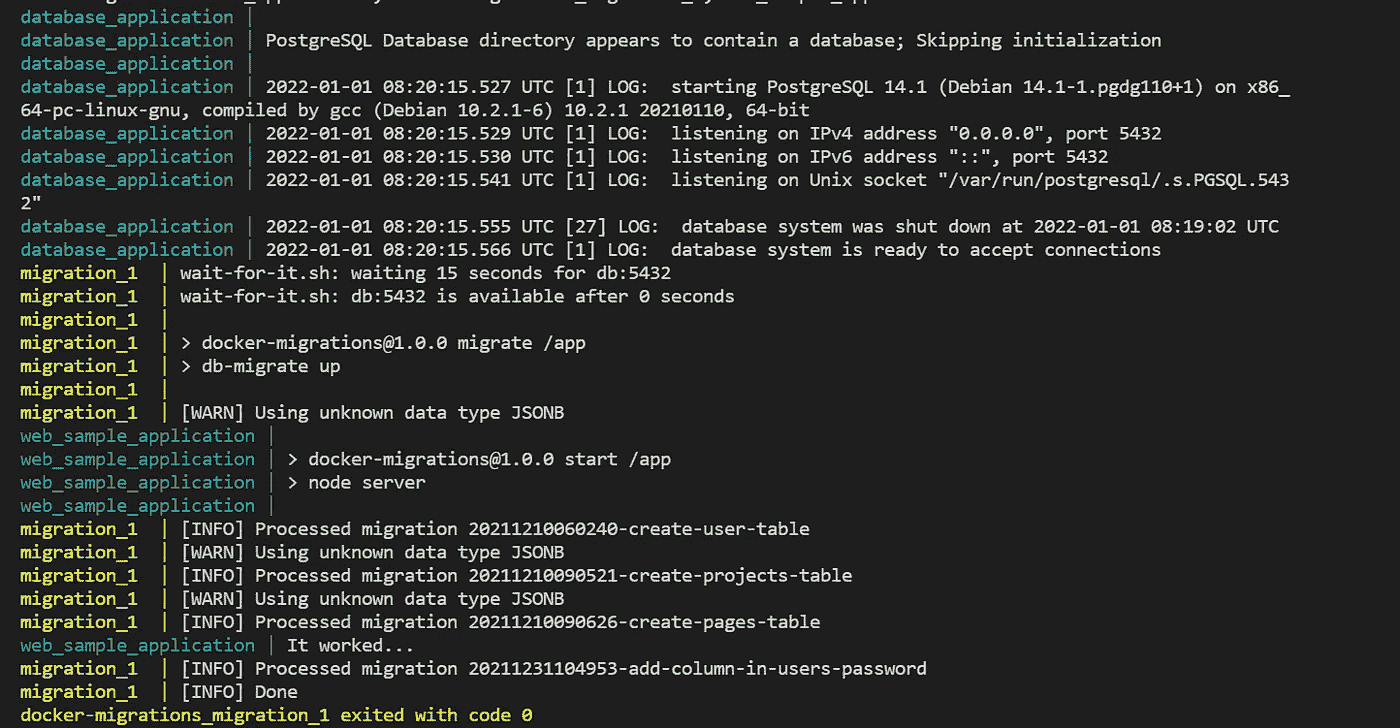 database_application |
database_application | PostgreSQL Database directory appears to contain a database; Skipping initialization
database_application |
database_application | 2022-01-01 08:20:15.527 UTC [1] LOG:  starting PostgreSQL 14.1 (Debian 14.1-1.pgdg110+1) on x86_
64-pc-linux-gnu, compiled by gcc (Debian 10.2.1-6) 10.2.1 20210110, 64-bit
database_application | 2022-01-01 08:20:15.529 UTC [1] LOG:  listening on IPv4 address "0.0.0.0", port 5432
database_application | 2022-01-01 08:20:15.530 UTC [1] LOG:  listening on IPv6 address "::", port 5432
database_application | 2022-01-01 08:20:15.541 UTC [1] LOG:  listening on Unix socket "/var/run/postgresql/.s.PGSQL.543
2"
database_application | 2022-01-01 08:20:15.555 UTC [27] LOG:  database system was shut down at 2022-01-01 08:19:02 UTC
database_application | 2022-01-01 08:20:15.566 UTC [1] LOG:  database system is ready to accept connections
migration_1  | wait-for-it.sh: waiting 15 seconds for db:5432
migration_1  | wait-for-it.sh: db:5432 is available after 0 seconds
migration_1  |
migration_1  | > docker-migrations@1.0.0 migrate /app
migration_1  | > db-migrate up
migration_1  |
migration_1  | [WARN] Using unknown data type JSONB
web_sample_application |
web_sample_application | > docker-migrations@1.0.0 start /app
web_sample_application | > node server
web_sample_application |
migration_1  | [INFO] Processed migration 20211210060240-create-user-table
migration_1  | [WARN] Using unknown data type JSONB
migration_1  | [INFO] Processed migration 20211210090521-create-projects-table
migration_1  | [WARN] Using unknown data type JSONB
migration_1  | [INFO] Processed migration 20211210090626-create-pages-table
web_sample_application | It worked...
migration_1  | [INFO] Processed migration 20211231104953-add-column-in-users-password
migration_1  | [INFO] Done
docker-migrations_migration_1 exited with code 0